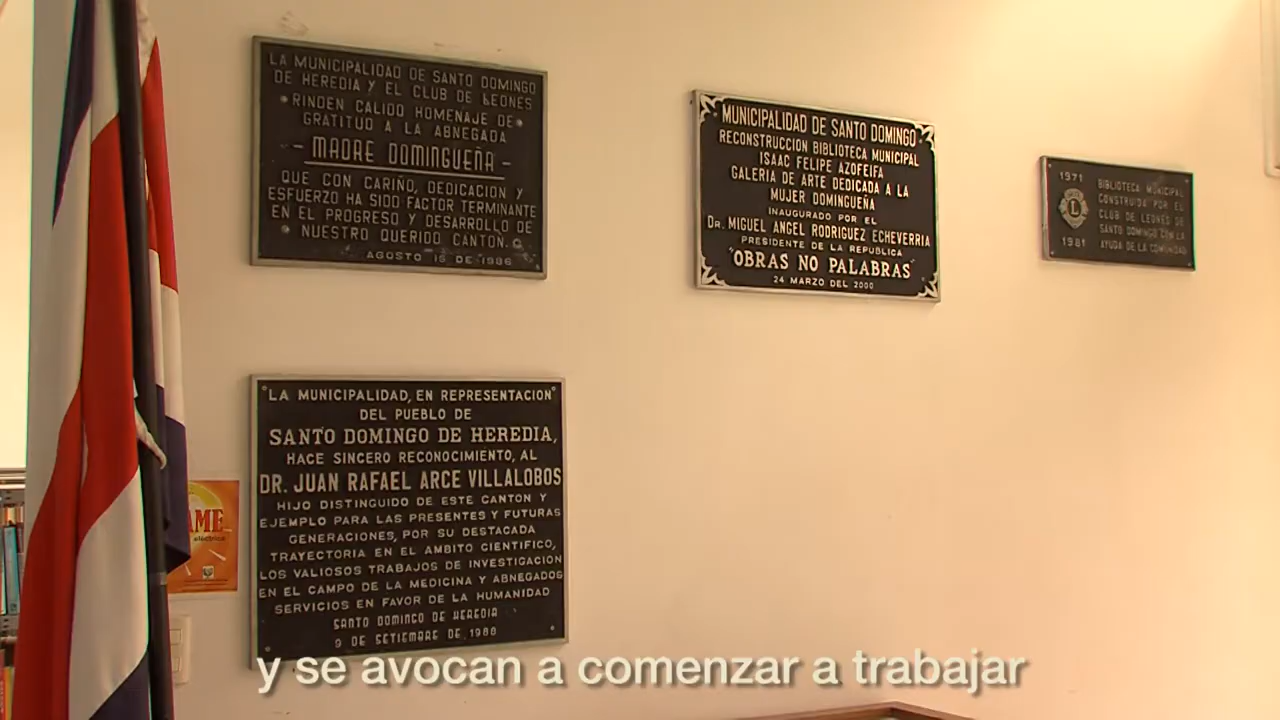 LA MUNICIPALIDAD DE SANTO DOMINGO
DE HEREDIA Y EL CLUB DE LEONES
RINDEN CALIDO HOMENAJE DE
GRATITUD A LA ABNEGADA
- MADRE DOMINGUEÑA -
QUE CON CARIÑO, DEDICACION Y
ESFUERZO HA SIDO FACTOR TERMINANTE
EN EL PROGRESO Y DESARROLLO DE
NUESTRO QUERIDO CANTON.
AGOSTO 15 DE 1986
MUNICIPALIDAD DE SANTO DOMINGO
RECONSTRUCCION BIBLIOTECA MUNICIPAL
ISAAC FELIPE AZOFEIFA
GALERIA DE ARTE DEDICADA A LA
MUJER DOMINGUEÑA
INAUGURADO POR EL
Dr. MIGUEL ANGEL RODRIGUEZ ECHEVERRIA
PRESIDENTE DE LA REPUBLICA
"OBRAS NO PALABRAS"
24 MARZO DEL 2000
1971
L
1981
BIBLIOTECA MUNICIPAL
CONSTRUIDA POR EL
CLUB DE LEONES DE
SANTO DOMINGO CON LA
AYUDA DE LA COMUNIDAD
"LA MUNICIPALIDAD, EN REPRESENTACION"
DEL PUEBLO DE
SANTO DOMINGO DE HEREDIA,
HACE SINCERO RECONOCIMIENTO, AL
DR. JUAN RAFAEL ARCE VILLALOBOS
HIJO DISTINGUIDO DE ESTE CANTON Y
EJEMPLO PARA LAS PRESENTES Y FUTURAS
GENERACIONES, POR SU DESTACADA
TRAYECTORIA EN EL AMBITO CIENTIFICO,
LOS VALIOSOS TRABAJOS DE INVESTIGACION
EN EL CAMPO DE LA MEDICINA Y ABNEGADOS
SERVICIOS EN FAVOR DE LA HUMANIDAD
SANTO DOMINGO DE HEREDIA
9 DE SETIEMBRE DE, 1988
AME
eléctrica
y se avocan a comenzar a trabajar